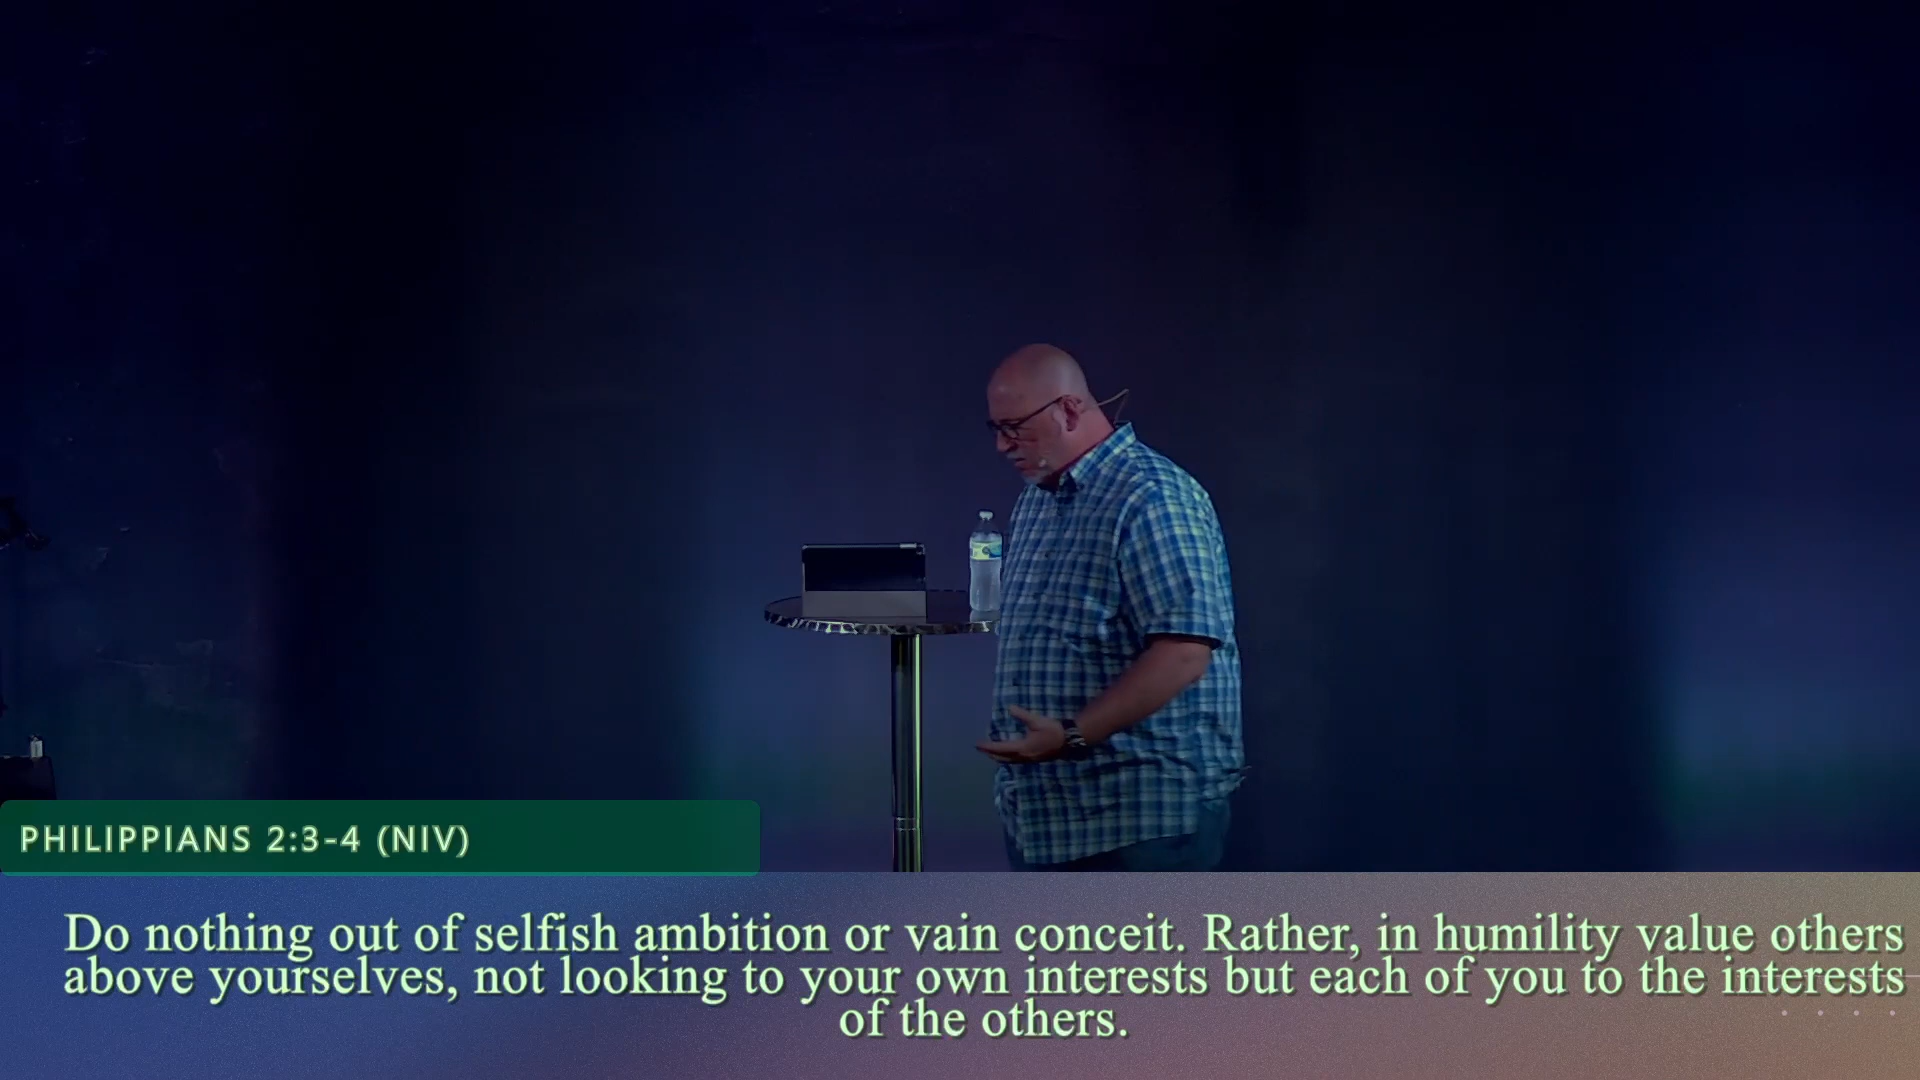 PHILIPPIANS 2:3-4 (NIV)
Do nothing out of selfish ambition or vain conceit. Rather, in humility value others
above yourselves, not looking to your own interests but each of you to the interests
of the others.